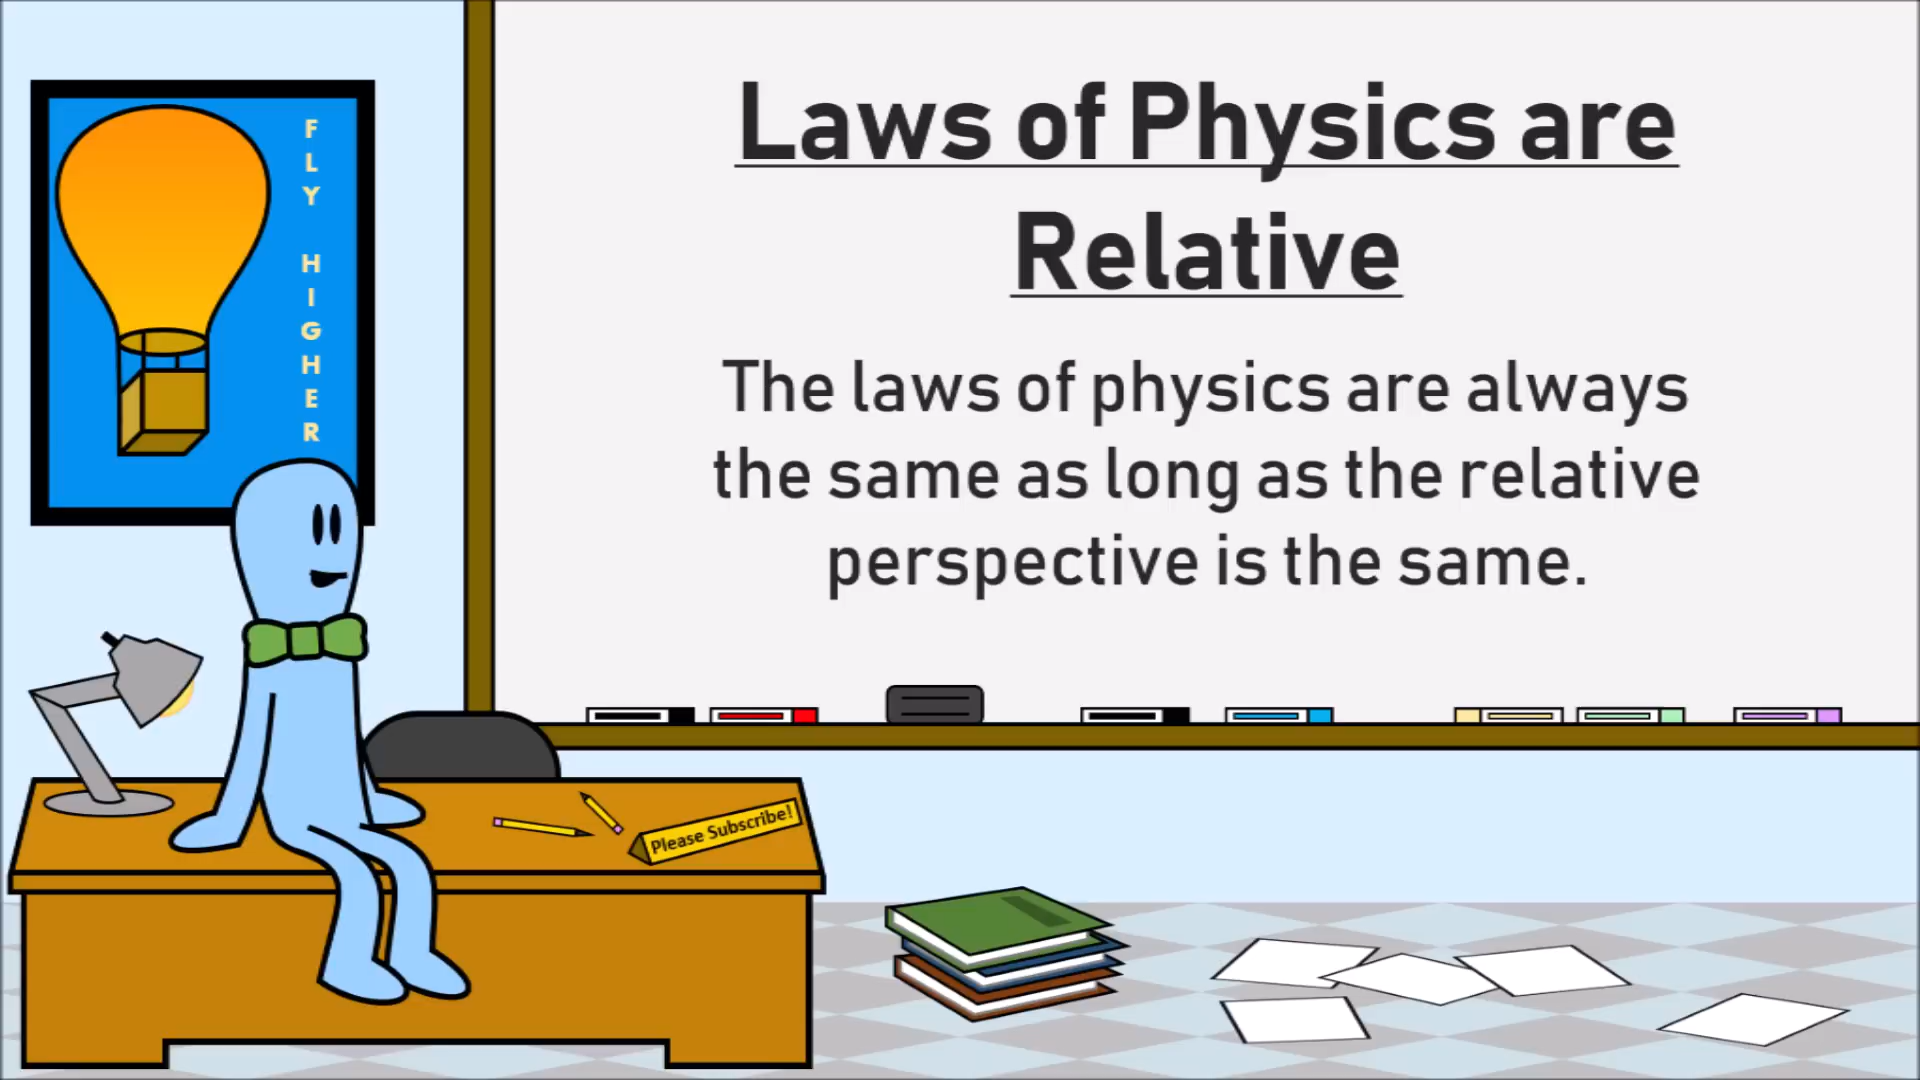 FLY HIGHER
Laws of Physics are
Relative
The laws of physics are always
the same as long as the relative
perspective is the same.
Please Subscribe!